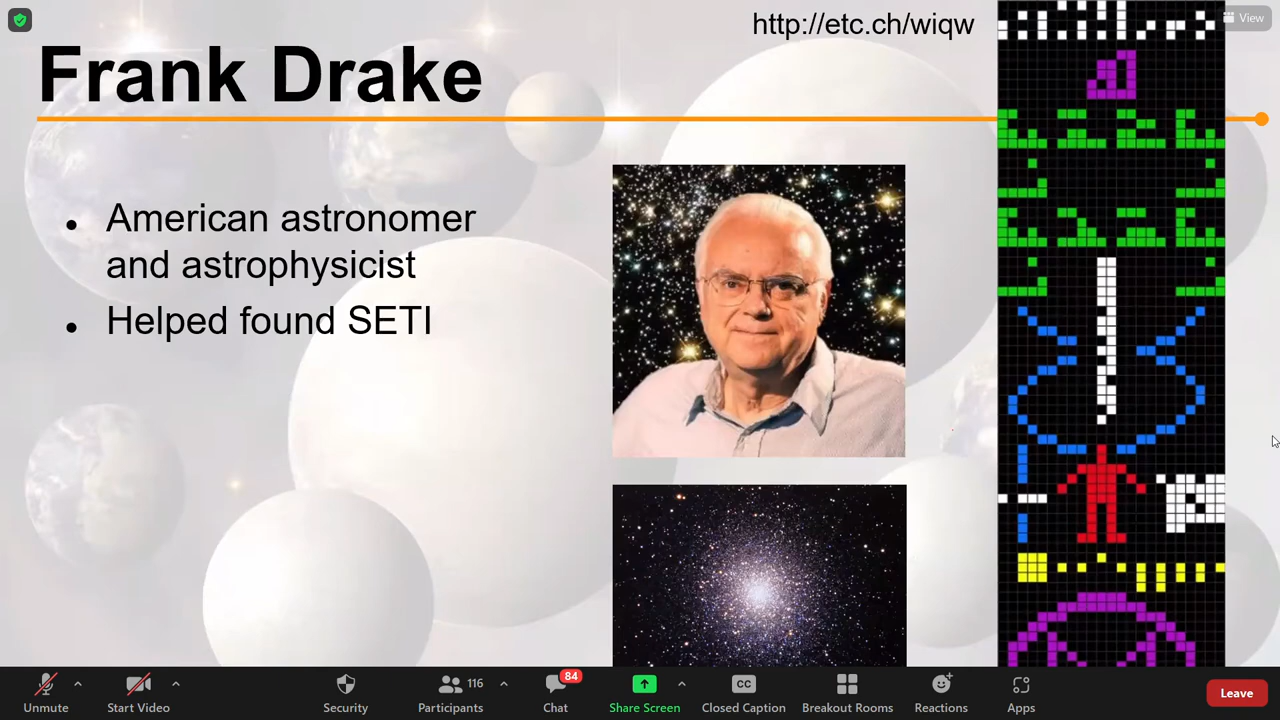 http://etc.ch/wiqw
View
Frank Drake
American astronomer
and astrophysicist
Helped found SETI
84
116
CC
Unmute
Start Video
Security
Participants
Chat
Share Screen
Closed Caption
Breakout Rooms
Reactions
Apps
Leave